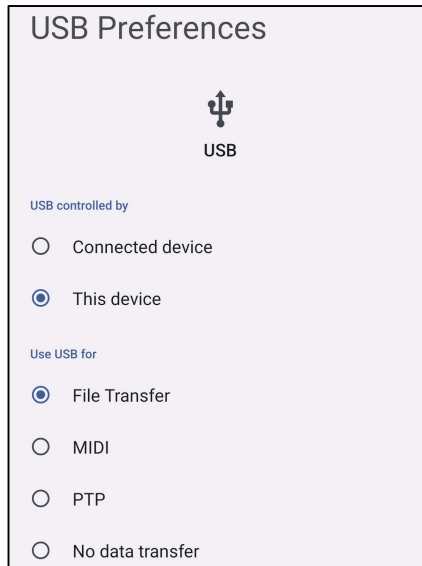 USB Preferences
USB
USB controlled by
Connected device
This device
Use USB for
File Transfer
MIDI
PTP
No data transfer